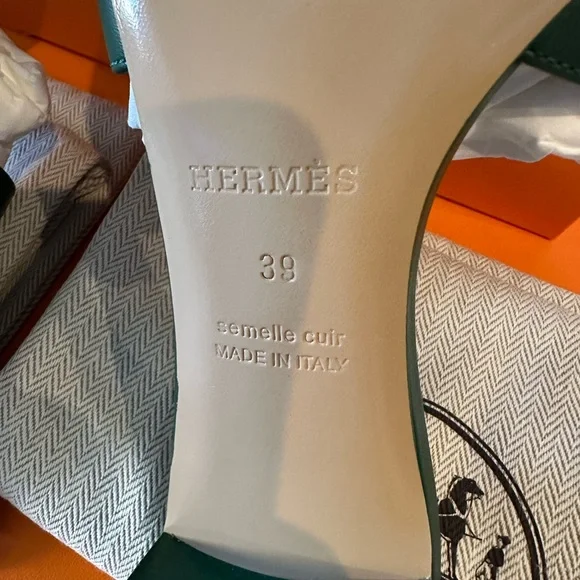 HERMÈS
39
semelle cuir
MADE IN ITALY